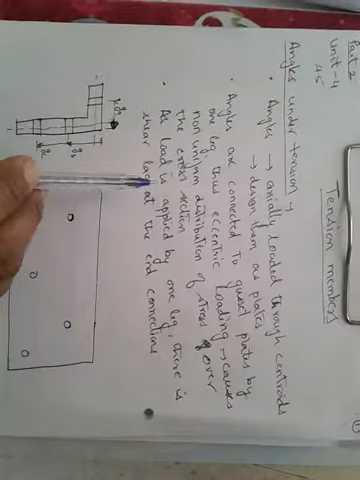 Part 2
Unit-4
45
Tension members
Angles under tension →
• Angles → axially loaded through centroids
→ design them as plates
• Angles are connected to gusset plates by
one leg thus eccentric loading → causes
non uniform distribution of stress over
the cross section
• As load is applied by one leg, there is
shear lag at the end connections